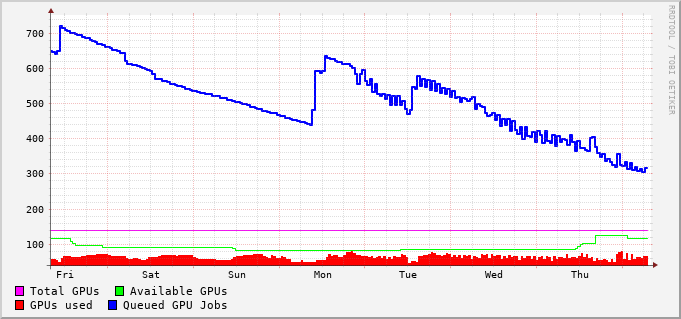 RRDTOOL / TOBI OETIKER
700
600
500
400
300
200
100
Fri Sat Sun Mon Tue Wed Thu
Total GPUs Available GPUs
GPUs used Queued GPU Jobs